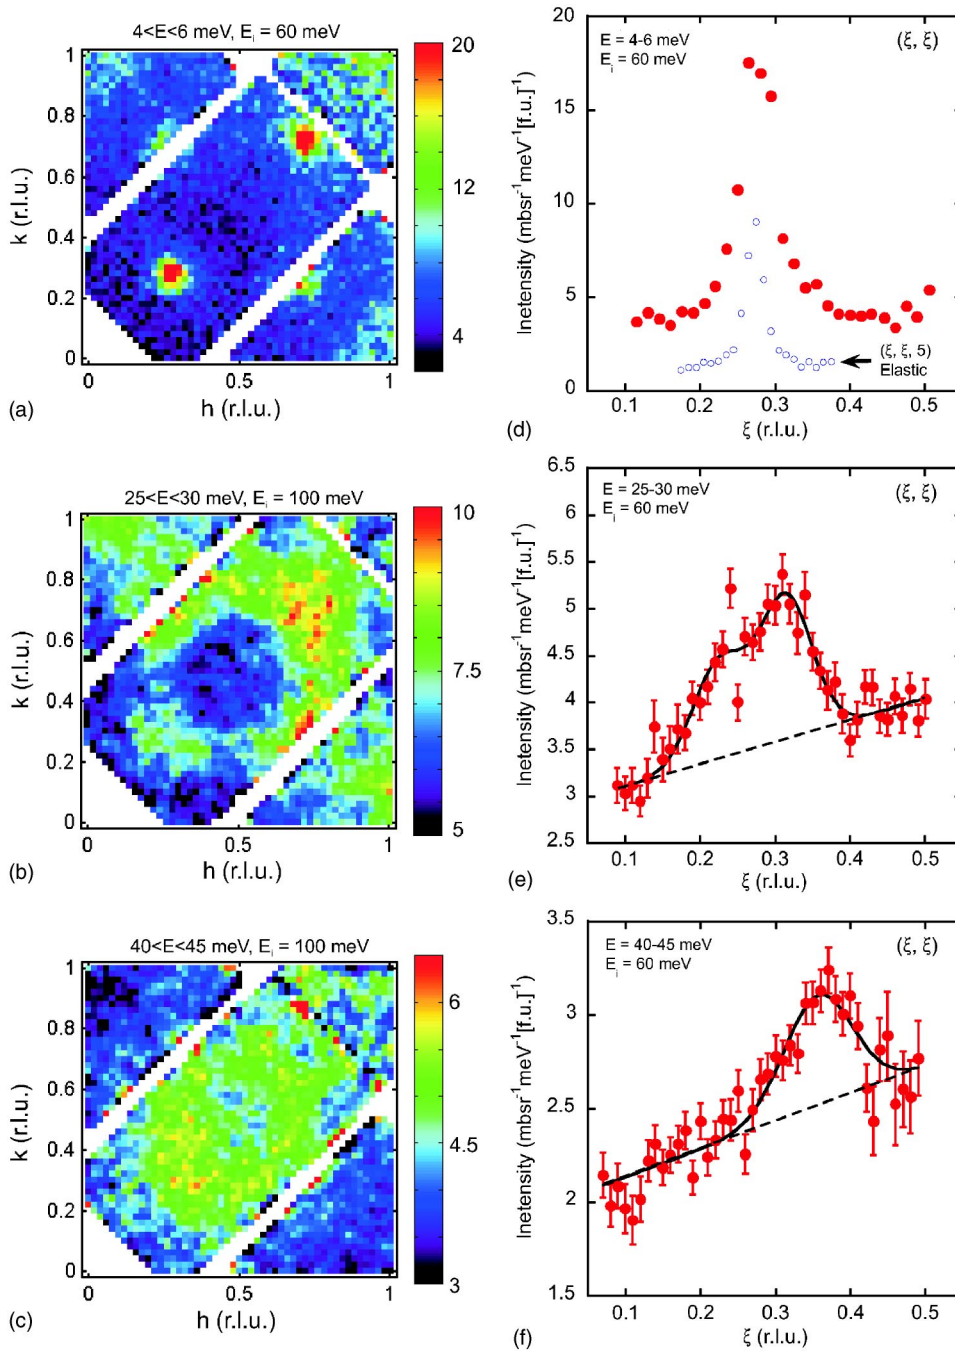 4<E<6 meV, Eᵢ = 60 meV
1
0.8
0.6
0.4
0.2
0
0
0.5
1
k (r.l.u.)
h (r.l.u.)
20
12
4
(a)
20
15
10
5
0
0.1
0.2
0.3
0.4
0.5
Inetensity (mbsr⁻¹meV⁻¹[f.u.]⁻¹)
ξ (r.l.u.)
E = 4-6 meV
Eᵢ = 60 meV
(ξ, ξ)
(ξ, ξ, 5)
Elastic
(d)
25<E<30 meV, Eᵢ = 100 meV
1
0.8
0.6
0.4
0.2
0
0
0.5
1
k (r.l.u.)
h (r.l.u.)
10
7.5
5
(b)
6.5
6
5.5
5
4.5
4
3.5
3
2.5
0.1
0.2
0.3
0.4
0.5
Inetensity (mbsr⁻¹meV⁻¹[f.u.]⁻¹)
ξ (r.l.u.)
E = 25-30 meV
Eᵢ = 60 meV
(ξ, ξ)
(e)
40<E<45 meV, Eᵢ = 100 meV
1
0.8
0.6
0.4
0.2
0
0
0.5
1
k (r.l.u.)
h (r.l.u.)
6
4.5
3
(c)
3.5
3
2.5
2
1.5
0.1
0.2
0.3
0.4
0.5
Inetensity (mbsr⁻¹meV⁻¹[f.u.]⁻¹)
ξ (r.l.u.)
E = 40-45 meV
Eᵢ = 60 meV
(ξ, ξ)
(f)